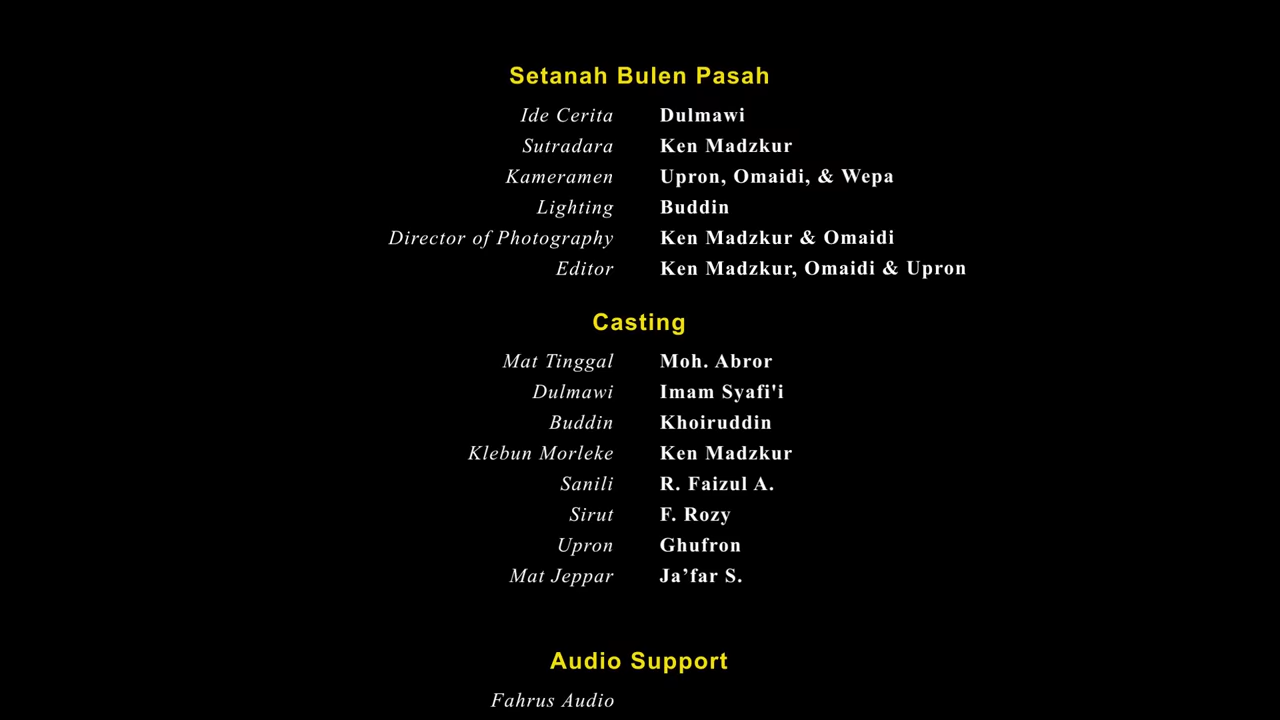 Setanah Bulen Pasah
Ide Cerita Dulmawi
Sutradara Ken Madzkur
Kameramen Upron, Omaidi, & Wepa
Lighting Buddin
Director of Photography Ken Madzkur & Omaidi
Editor Ken Madzkur, Omaidi & Upron
Casting
Mat Tinggal Moh. Abror
Dulmawi Imam Syafi'i
Buddin Khoiruddin
Klebun Morleke Ken Madzkur
Sanili R. Faizul A.
Sirut F. Rozy
Upron Ghufron
Mat Jeppar Ja’far S.
Audio Support
Fahrus Audio